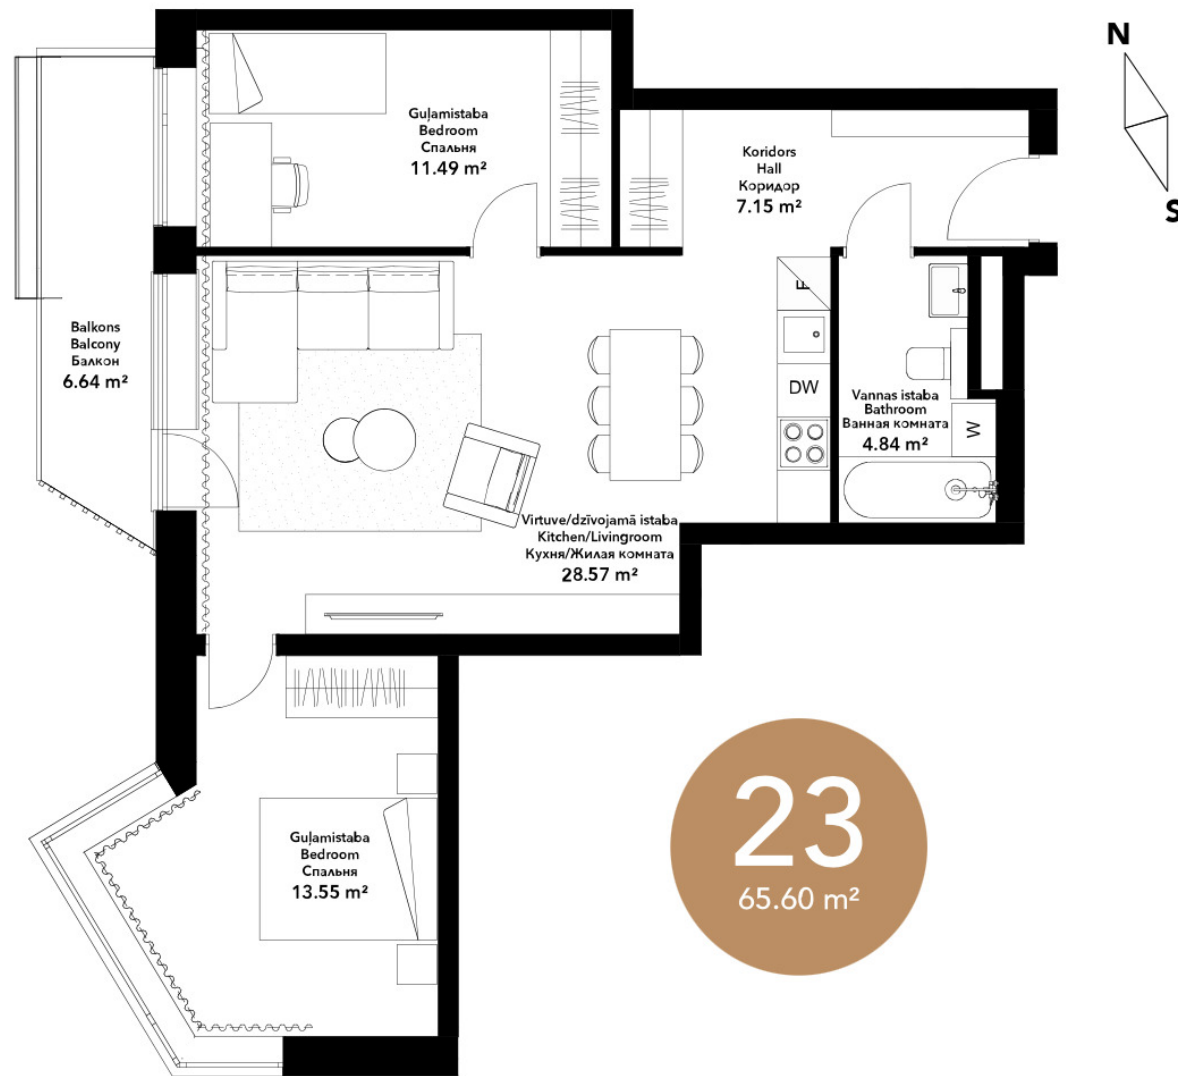 N
S
Guļamistaba
Bedroom
Спальня
11.49 m²
Koridors
Hall
Коридор
7.15 m²
Balkons
Balcony
Балкон
6.64 m²
F
DW
Vannas istaba
Bathroom
Ванная комната
4.84 m²
W
Virtuve/dzīvojamā istaba
Kitchen/Livingroom
Кухня/Жилая комната
28.57 m²
Guļamistaba
Bedroom
Спальня
13.55 m²
23
65.60 m²